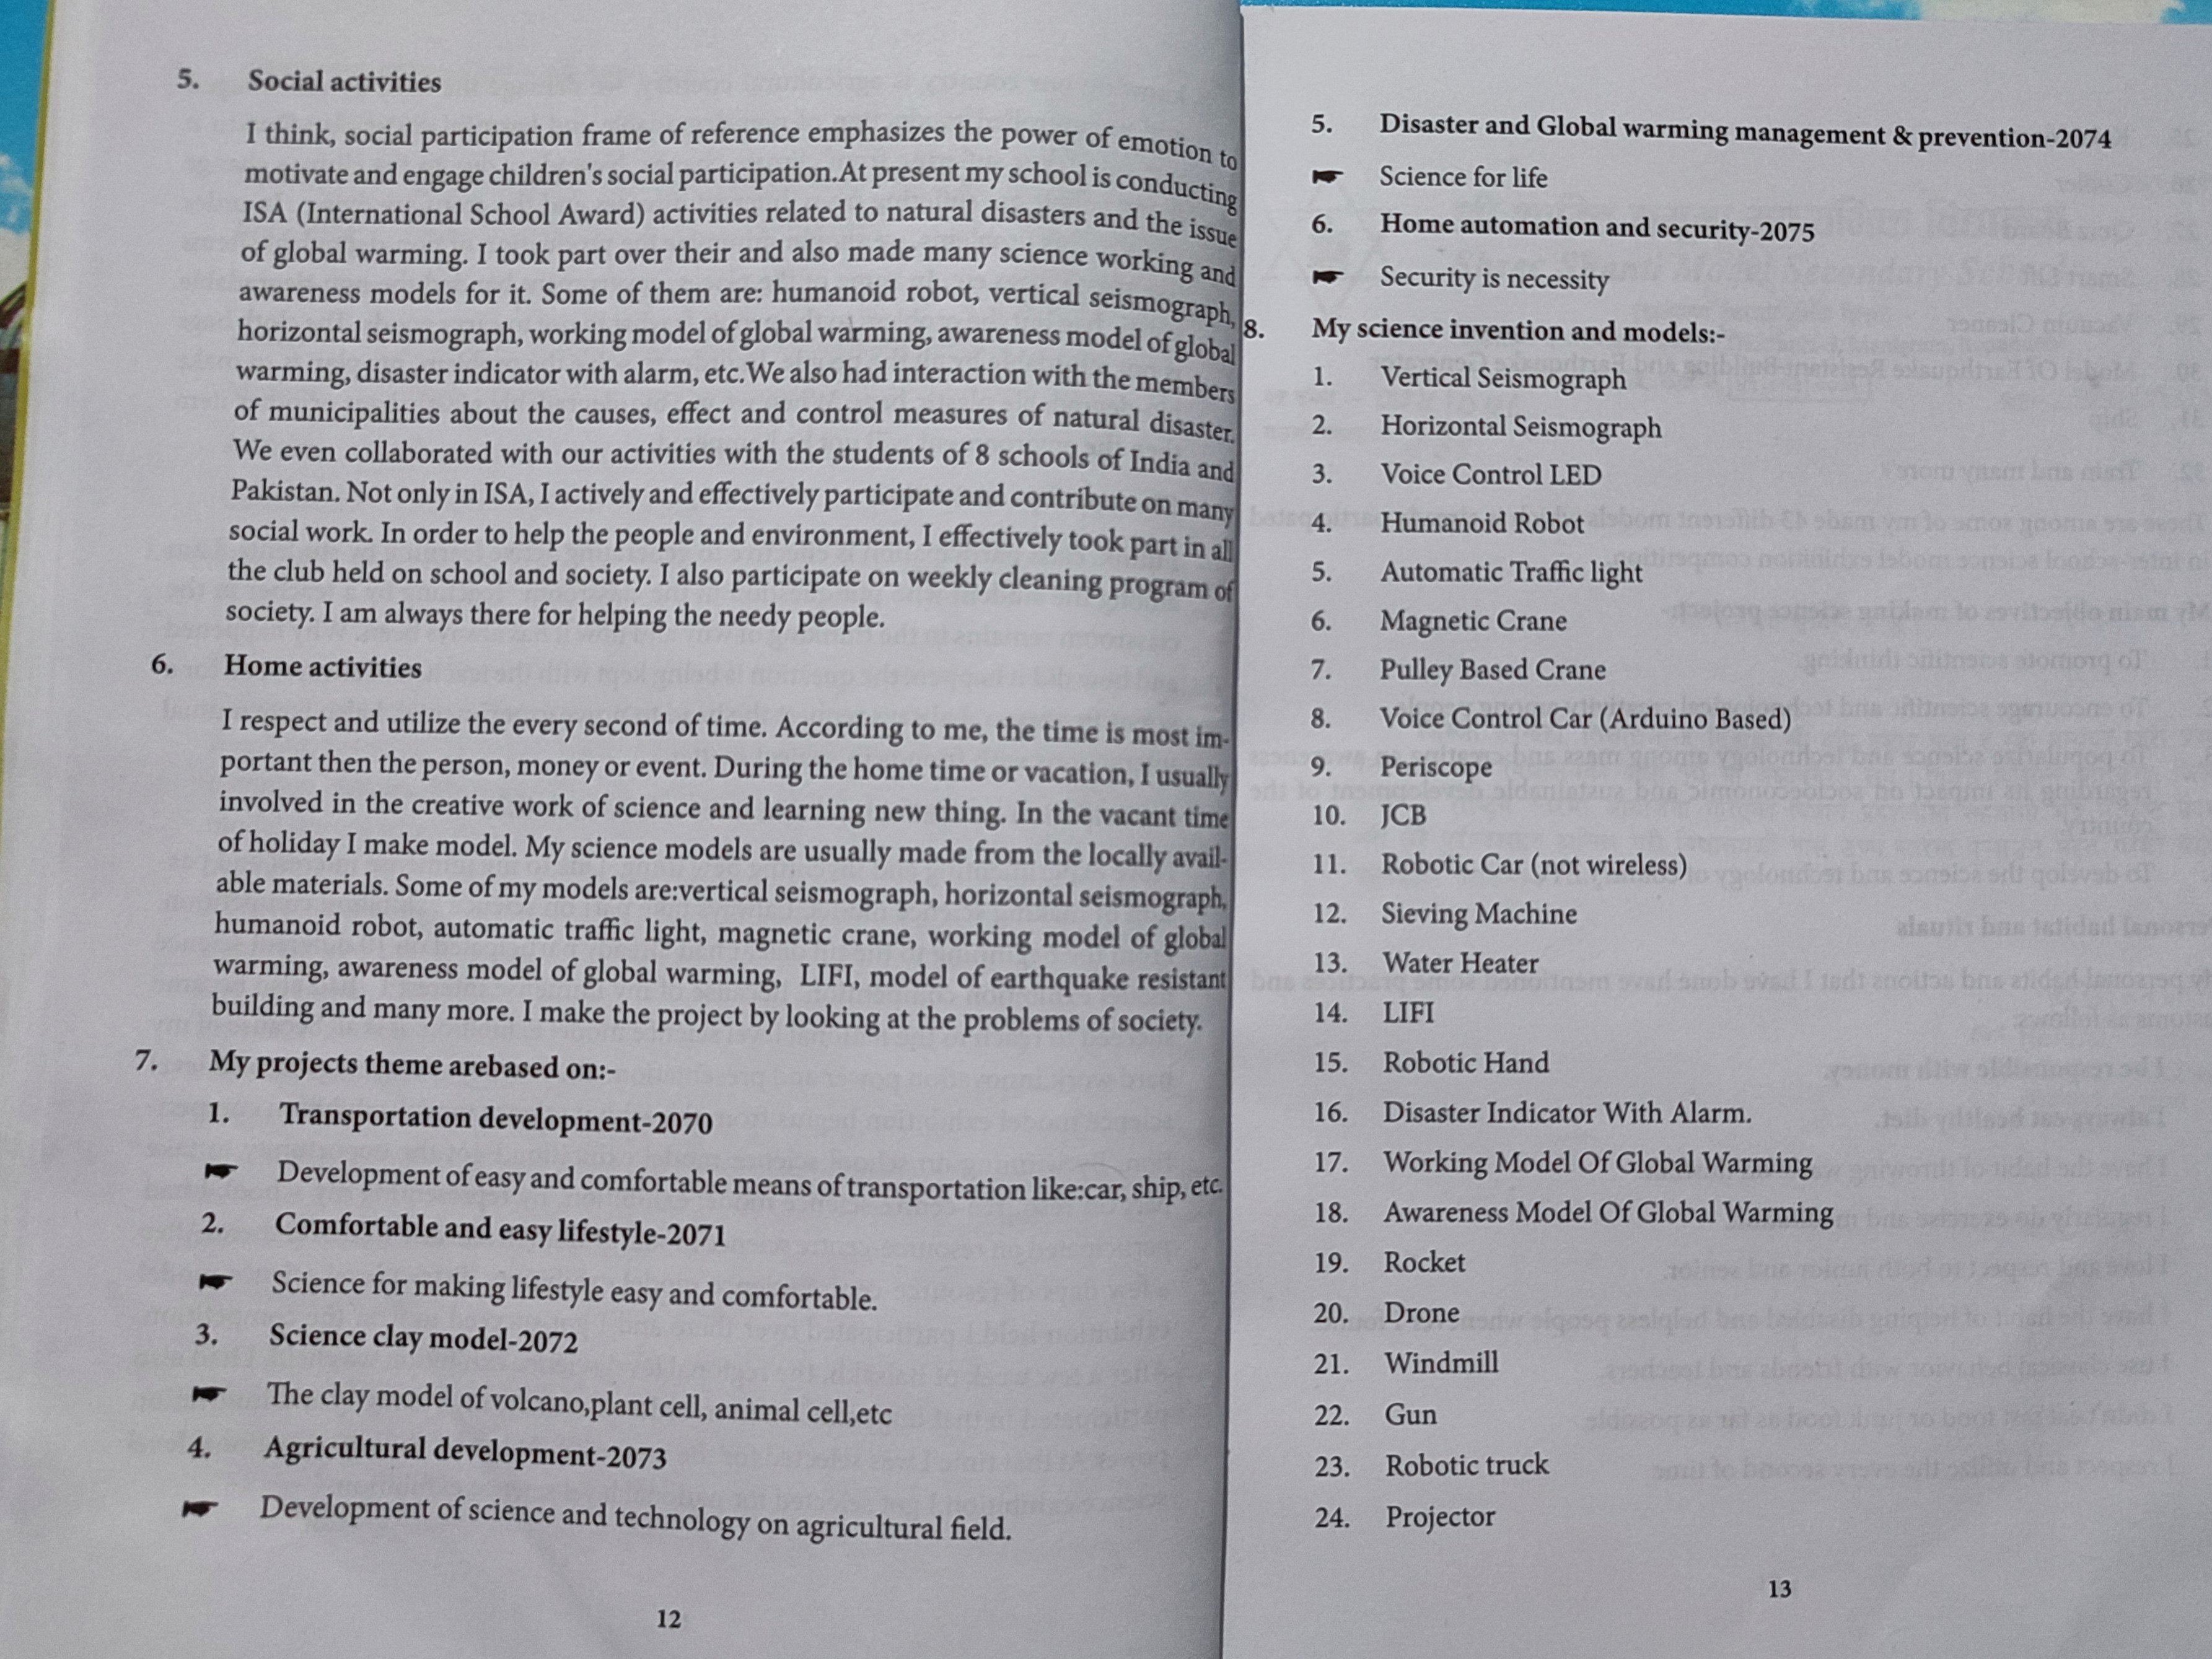 5. Social activities
I think, social participation frame of reference emphasizes the power of emotion to
motivate and engage children's social participation.At present my school is conducting
ISA (International School Award) activities related to natural disasters and the issue
of global warming. I took part over their and also made many science working and
awareness models for it. Some of them are: humanoid robot, vertical seismograph,
horizontal seismograph, working model of global warming, awareness model of global
warming, disaster indicator with alarm, etc.We also had interaction with the members
of municipalities about the causes, effect and control measures of natural disaster.
We even collaborated with our activities with the students of 8 schools of India and
Pakistan. Not only in ISA, I actively and effectively participate and contribute on many
social work. In order to help the people and environment, I effectively took part in all
the club held on school and society. I also participate on weekly cleaning program of
society. I am always there for helping the needy people.
6. Home activities
I respect and utilize the every second of time. According to me, the time is most im-
portant then the person, money or event. During the home time or vacation, I usually
involved in the creative work of science and learning new thing. In the vacant time
of holiday I make model. My science models are usually made from the locally avail-
able materials. Some of my models are:vertical seismograph, horizontal seismograph,
humanoid robot, automatic traffic light, magnetic crane, working model of global
warming, awareness model of global warming, LIFI, model of earthquake resistant
building and many more. I make the project by looking at the problems of society.
7. My projects theme arebased on:-
1. Transportation development-2070
Development of easy and comfortable means of transportation like:car, ship, etc.
2. Comfortable and easy lifestyle-2071
Science for making lifestyle easy and comfortable.
3. Science clay model-2072
The clay model of volcano,plant cell, animal cell,etc
4. Agricultural development-2073
Development of science and technology on agricultural field.
12
5. Disaster and Global warming management & prevention-2074
Science for life
6. Home automation and security-2075
Security is necessity
8. My science invention and models:-
1. Vertical Seismograph
2. Horizontal Seismograph
3. Voice Control LED
4. Humanoid Robot
5. Automatic Traffic light
6. Magnetic Crane
7. Pulley Based Crane
8. Voice Control Car (Arduino Based)
9. Periscope
10. JCB
11. Robotic Car (not wireless)
12. Sieving Machine
13. Water Heater
14. LIFI
15. Robotic Hand
16. Disaster Indicator With Alarm.
17. Working Model Of Global Warming
18. Awareness Model Of Global Warming
19. Rocket
20. Drone
21. Windmill
22. Gun
23. Robotic truck
24. Projector
13